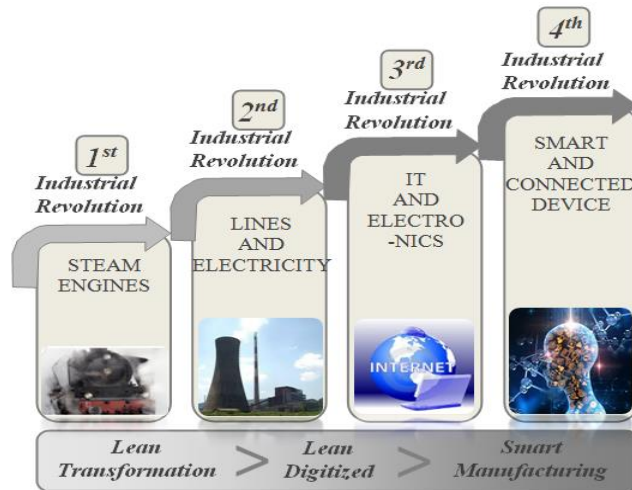 1st
Industrial
Revolution
STEAM
ENGINES
2nd
Industrial
Revolution
LINES
AND
ELECTRICITY
3rd
Industrial
Revolution
IT
AND
ELECTRO
-NICS
INTERNET
4th
Industrial
Revolution
SMART
AND
CONNECTED
DEVICE
Lean
Transformation
>
Lean
Digitized
>
Smart
Manufacturing